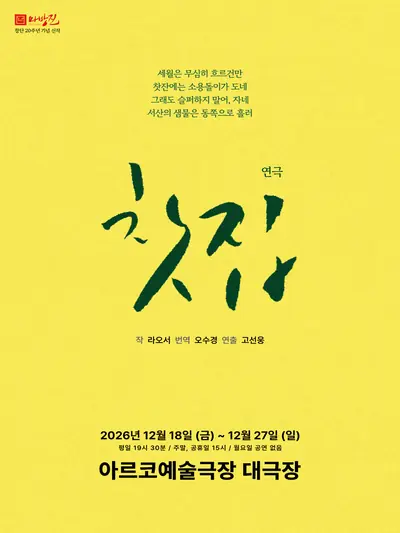 마방진
창단 20주년 기념 신작
세월은 무심히 흐르건만
찻잔에는 소용돌이가 도네
그래도 슬퍼하지 말어, 자네
서산의 샘물은 동쪽으로 흘러
연극
찻집
작 라오서 번역 오수경 연출 고선웅
2026년 12월 18일 (금) ~ 12월 27일 (일)
평일 19시 30분 / 주말, 공휴일 15시 / 월요일 공연 없음
아르코예술극장 대극장